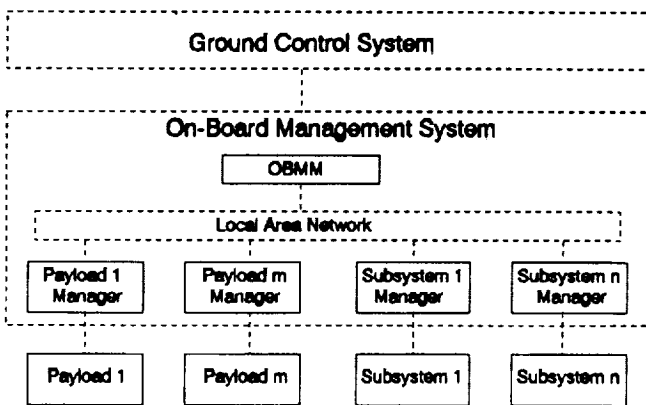 Ground Control System
On-Board Management System
OBMM
Local Area Network
Payload 1 Manager
Payload m Manager
Subsystem 1 Manager
Subsystem n Manager
Payload 1
Payload m
Subsystem 1
Subsystem n